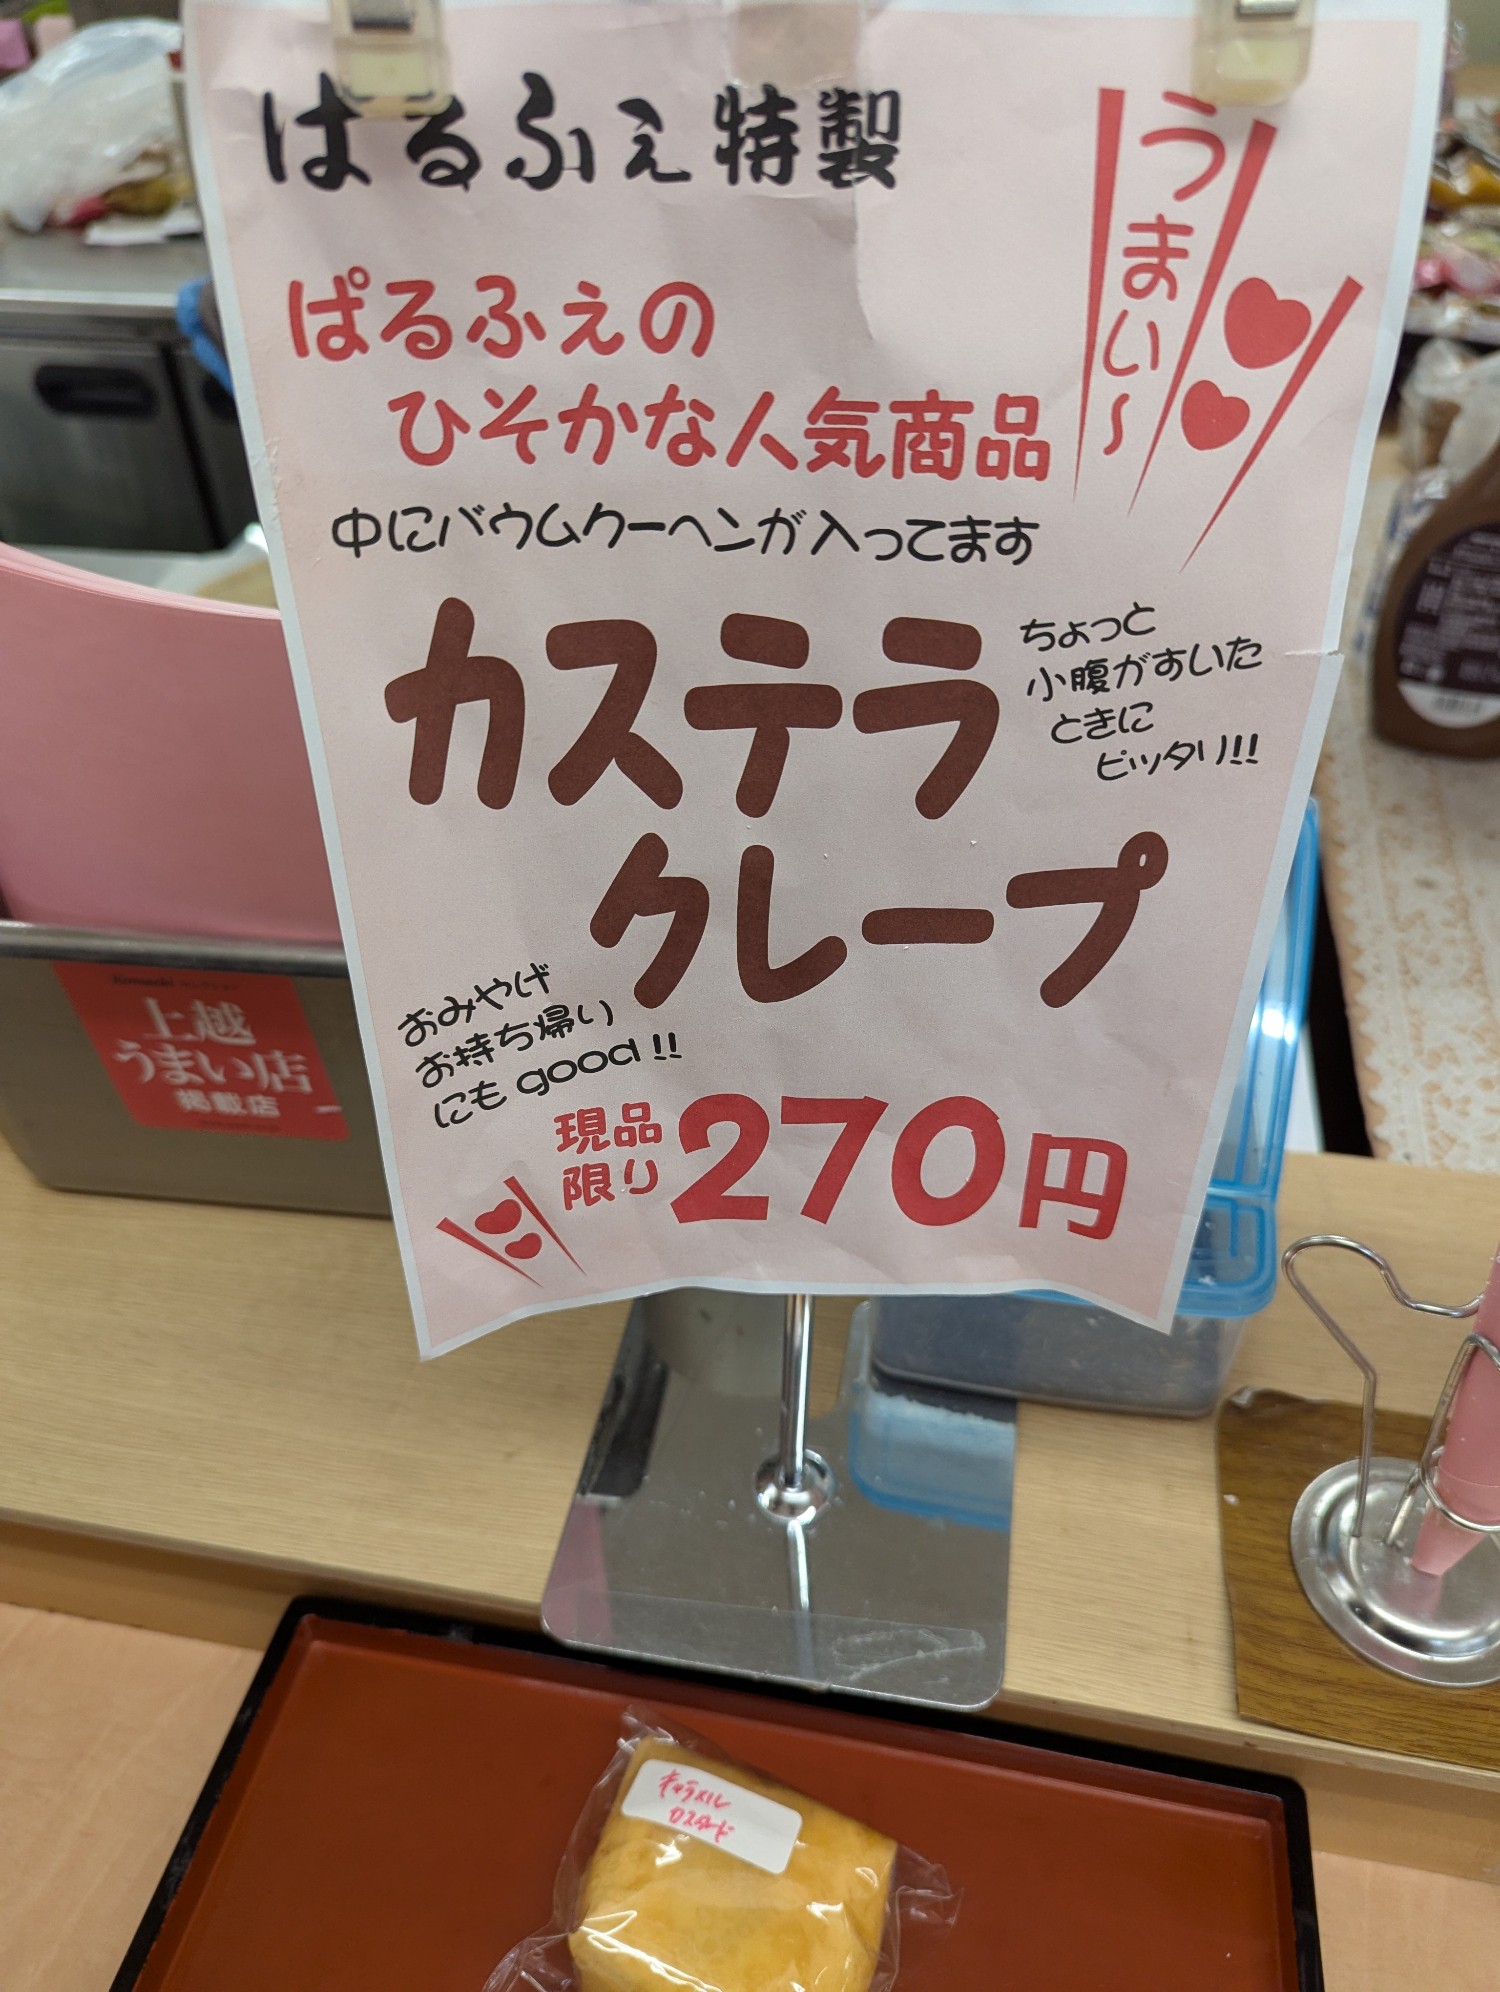 ぱるふぇ特製
うまい〜
ぱるふぇの
ひそかな人気商品
中にバウムクーヘンが入ってます
カステラ
クレープ
ちょっと
小腹がすいた
ときに
ピッタリ!!
おみやげ
お持ち帰り
にもgood!!
現品
限り
270円
上越
うまい店
掲載店
キャラメル
カスタード